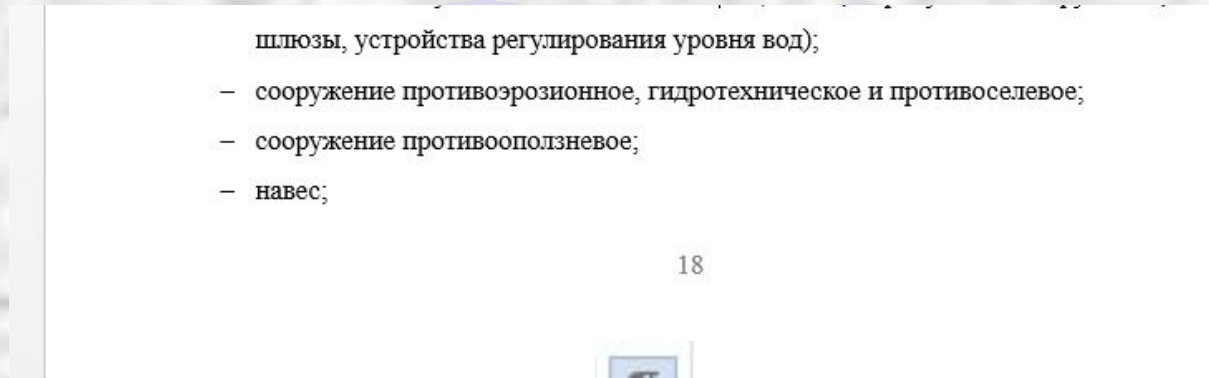 шлюзы, устройства регулирования уровня вод);
– сооружение противоэрозионное, гидротехническое и противоселевое;
– сооружение противооползневое;
– навес;
18